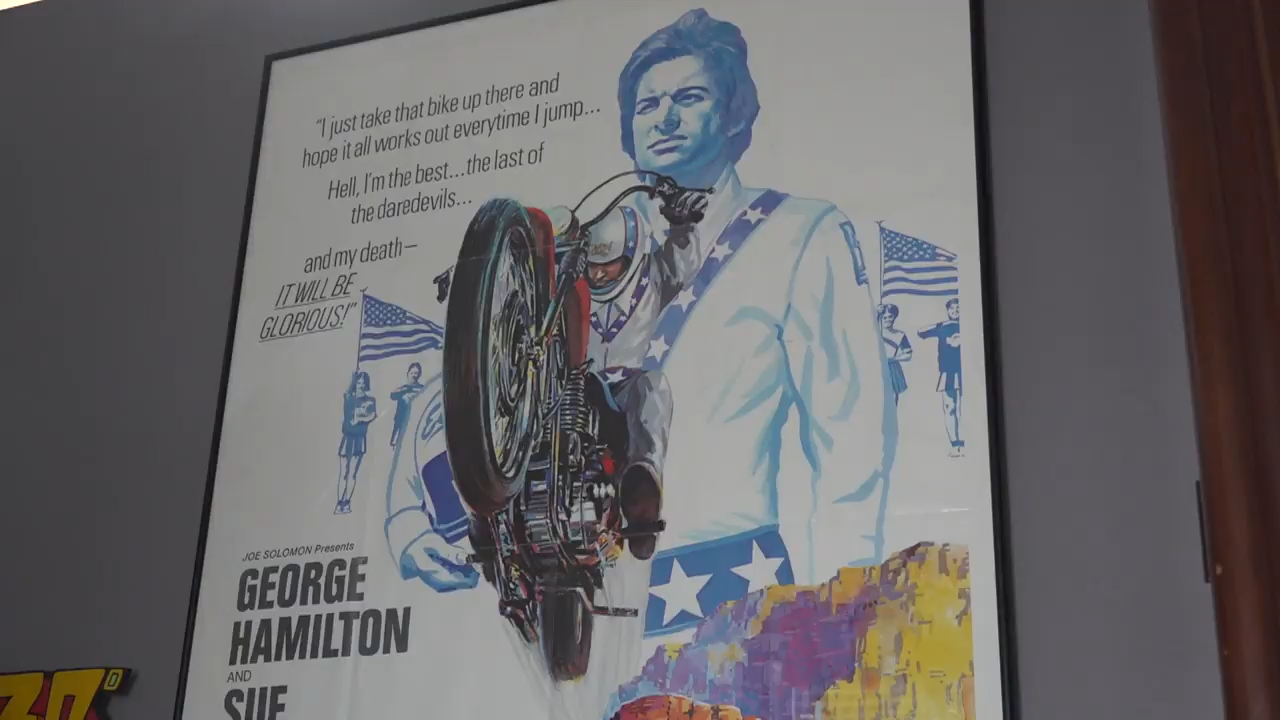 "I just take that bike up there and
hope it all works out everytime I jump...
Hell, I'm the best...the last of
the daredevils...
and my death—
IT WILL BE
GLORIOUS!"
JOE SOLOMON Presents
GEORGE
HAMILTON
AND
SUE